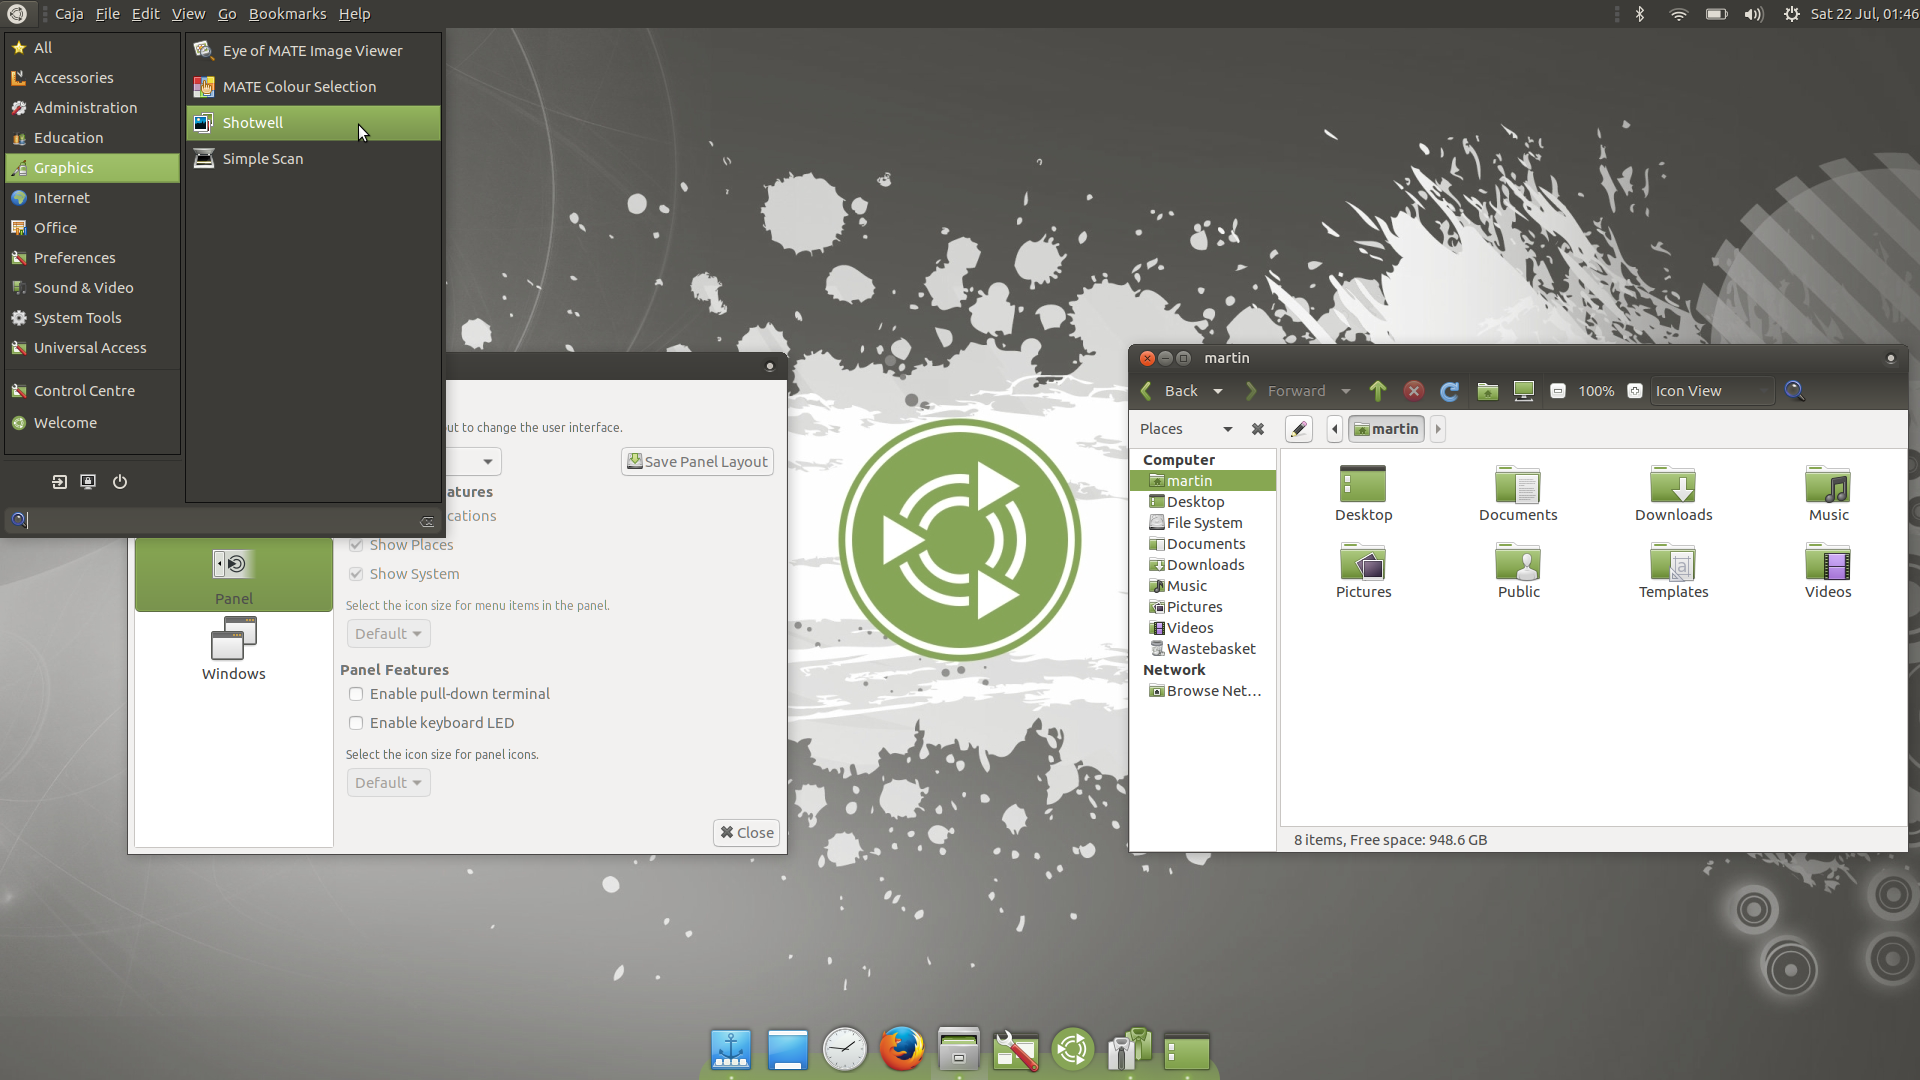 Caja File Edit View Go Bookmarks Help
Sat 22 Jul, 01:46
All
Accessories
Administration
Education
Graphics
Internet
Office
Preferences
Sound & Video
System Tools
Universal Access
Control Centre
Welcome
Eye of MATE Image Viewer
MATE Colour Selection
Shotwell
Simple Scan
out to change the user interface.
Save Panel Layout
atures
cations
Show Places
Show System
Select the icon size for menu items in the panel.
Default
Panel Features
Enable pull-down terminal
Enable keyboard LED
Select the icon size for panel icons.
Default
Close
Panel
Windows
martin
Back Forward 100% Icon View
Places martin
Computer
martin
Desktop
File System
Documents
Downloads
Music
Pictures
Videos
Wastebasket
Network
Browse Net...
Desktop Documents Downloads Music
Pictures Public Templates Videos
8 items, Free space: 948.6 GB